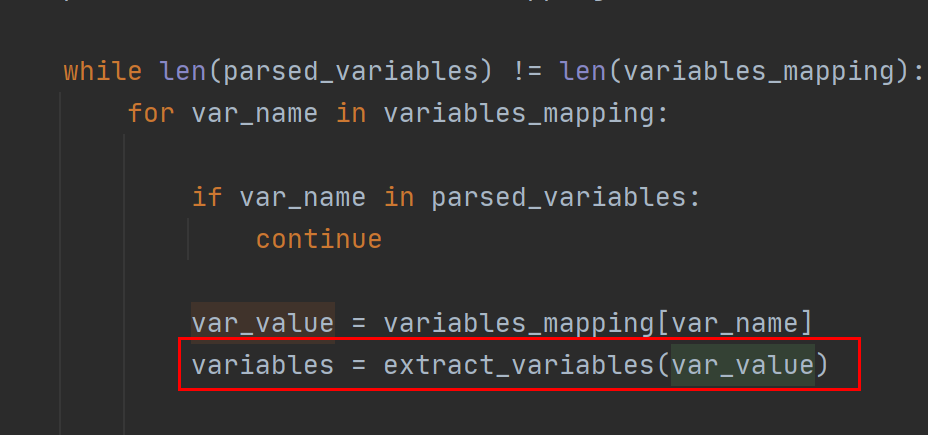 while len(parsed_variables) != len(variables_mapping):
for var_name in variables_mapping:
if var_name in parsed_variables:
continue
var_value = variables_mapping[var_name]
variables = extract_variables(var_value)